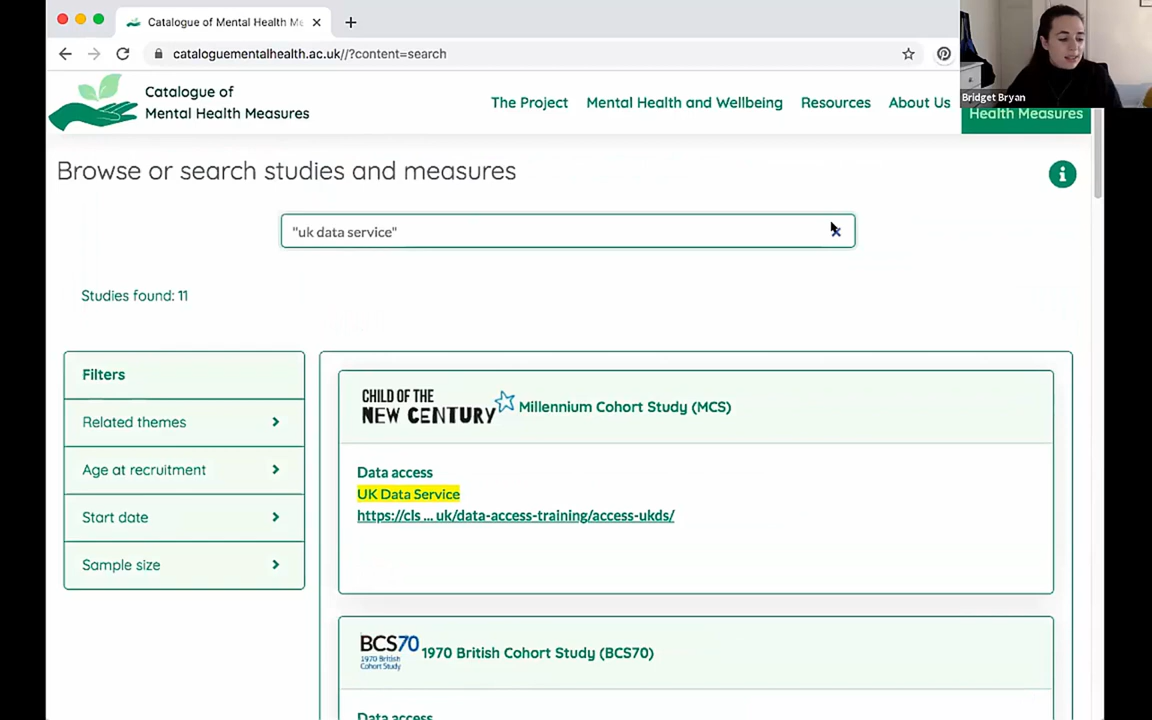 Catalogue of Mental Health Me
cataloguementalhealth.ac.uk//?content=search
Bridget Bryan
Catalogue of
Mental Health Measures
The Project
Mental Health and Wellbeing
Resources
About Us
Health Measures
Browse or search studies and measures
"uk data service"
Studies found: 11
Filters
Related themes
Age at recruitment
Start date
Sample size
CHILD OF THE
NEW CENTURY
Millennium Cohort Study (MCS)
Data access
UK Data Service
https://cls ... uk/data-access-training/access-ukds/
BCS70
1970 British
Cohort Study
1970 British Cohort Study (BCS70)
Data access